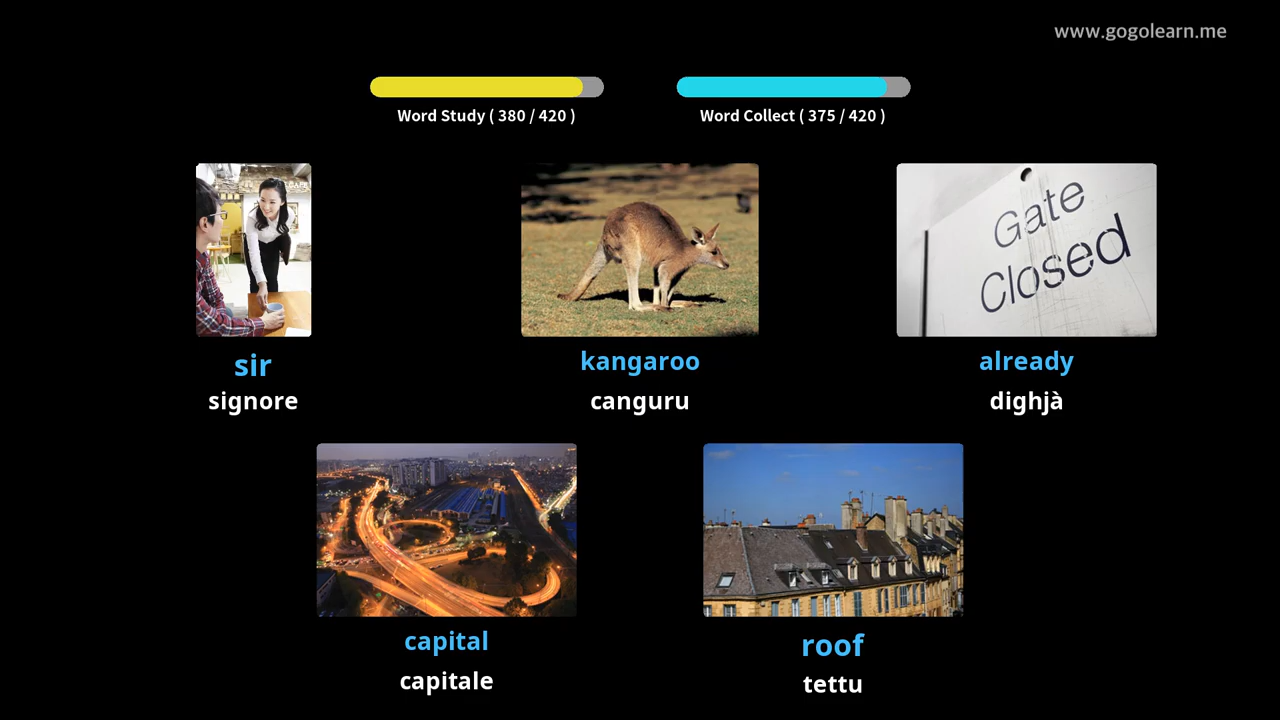 www.gogolearn.me
Word Study ( 380 / 420 )
Word Collect ( 375 / 420 )
Gate
Closed
sir
signore
kangaroo
canguru
already
dighjà
capital
capitale
roof
tettu